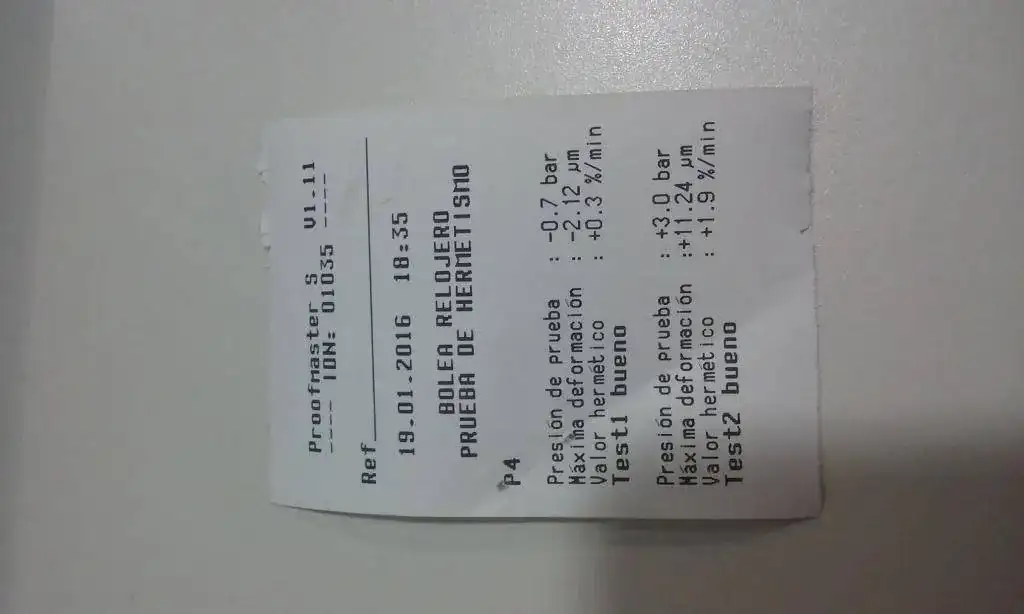 Proofmaster S V1.11
---- IDN: 01035 ----
Ref____________________
19.01.2016 18:35
BOLEA RELOJERO
PRUEBA DE HERMETISMO
P4
Presión de prueba : -0.7 bar
Máxima deformación : -2.12 µm
Valor hermético : +0.3 %/min
Test1 bueno
Presión de prueba : +3.0 bar
Máxima deformación :+11.24 µm
Valor hermético : +1.9 %/min
Test2 bueno